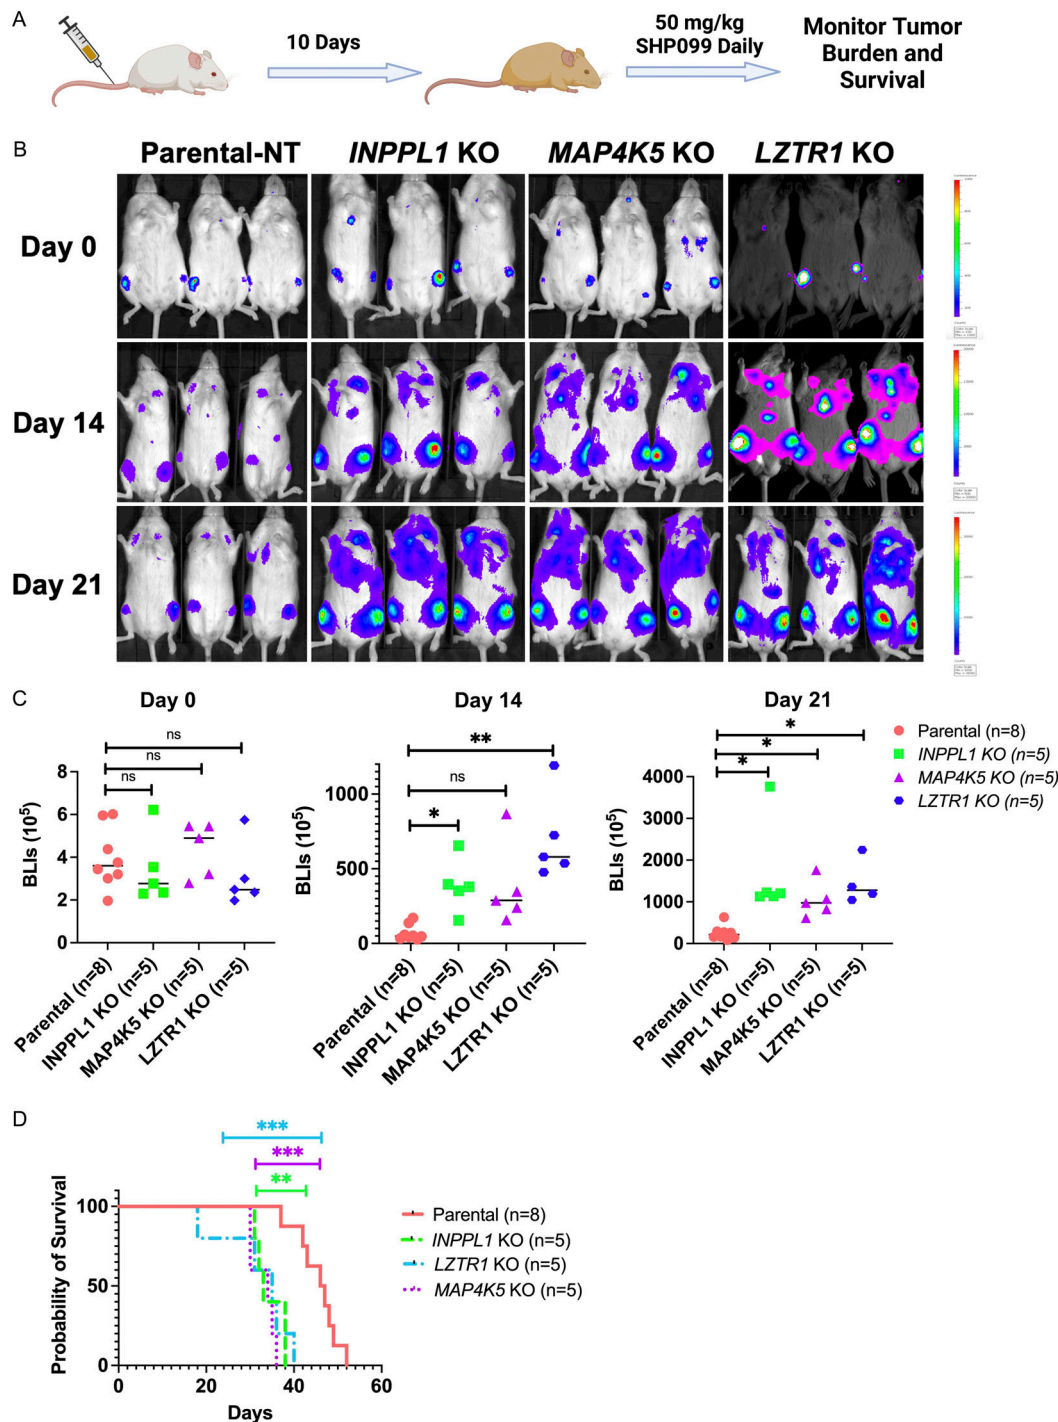 A
10 Days
50 mg/kg
SHP099 Daily
Monitor Tumor
Burden and
Survival
B
Parental-NT
INPPL1 KO
MAP4K5 KO
LZTR1 KO
Day 0
Day 14
Day 21
C
Day 0
ns
ns
ns
BLIs (10⁵)
8
6
4
2
0
Parental (n=8)
INPPL1 KO (n=5)
MAP4K5 KO (n=5)
LZTR1 KO (n=5)
Day 14
**
ns
*
BLIs (10⁵)
1000
500
0
Parental (n=8)
INPPL1 KO (n=5)
MAP4K5 KO (n=5)
LZTR1 KO (n=5)
Day 21
*
*
*
BLIs (10⁵)
4000
3000
2000
1000
0
Parental (n=8)
INPPL1 KO (n=5)
MAP4K5 KO (n=5)
LZTR1 KO (n=5)
Parental (n=8)
INPPL1 KO (n=5)
MAP4K5 KO (n=5)
LZTR1 KO (n=5)
D
***
***
**
Probability of Survival
100
50
0
0
20
40
60
Days
Parental (n=8)
INPPL1 KO (n=5)
LZTR1 KO (n=5)
MAP4K5 KO (n=5)